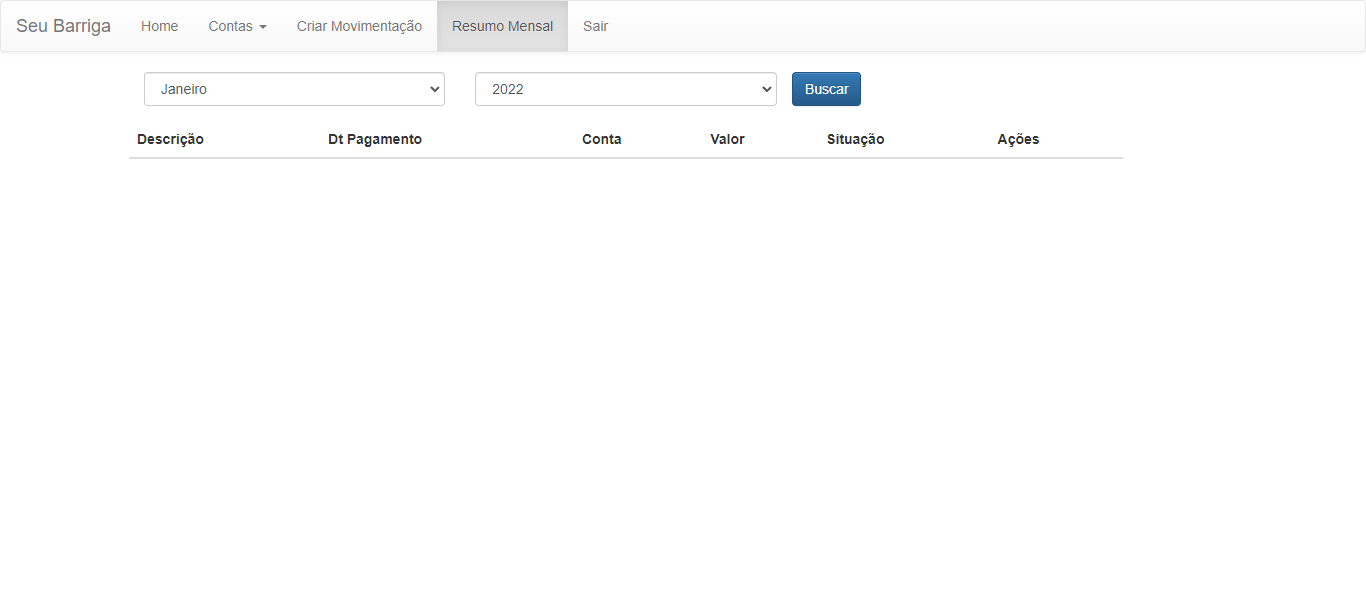 Seu Barriga Home Contas Criar Movimentação Resumo Mensal Sair
Janeiro 2022 Buscar
Descrição Dt Pagamento Conta Valor Situação Ações